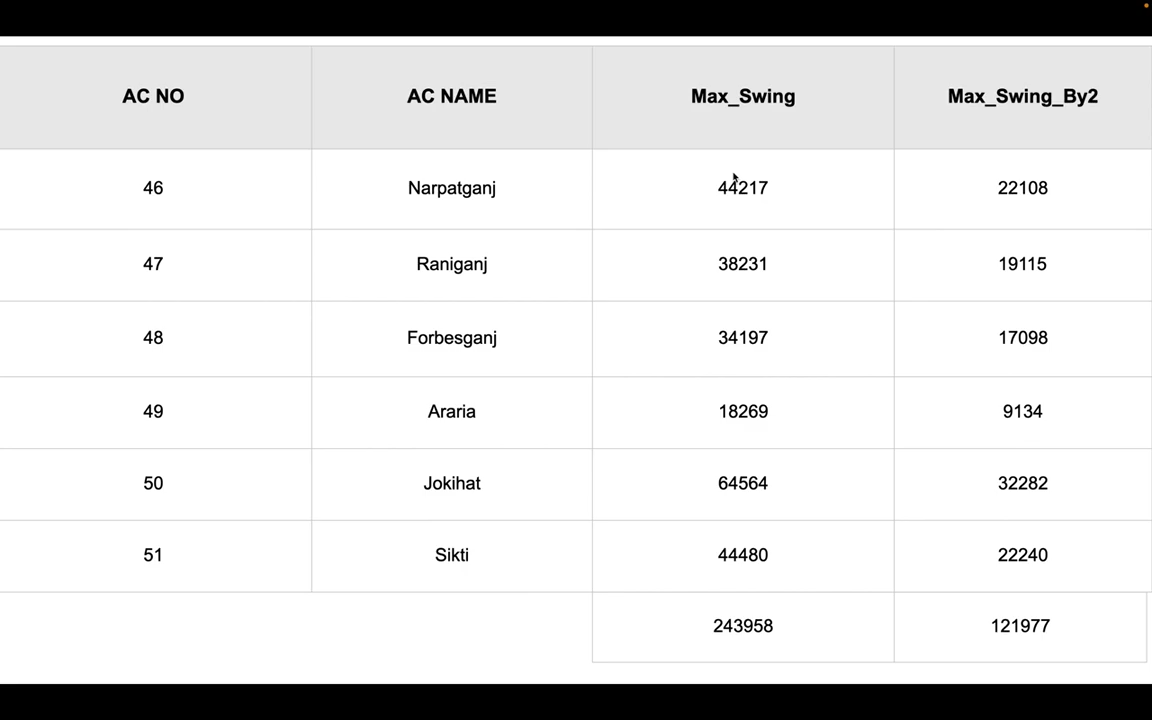 AC NO AC NAME Max_Swing Max_Swing_By2
46 Narpatganj 44217 22108
47 Raniganj 38231 19115
48 Forbesganj 34197 17098
49 Araria 18269 9134
50 Jokihat 64564 32282
51 Sikti 44480 22240
243958 121977